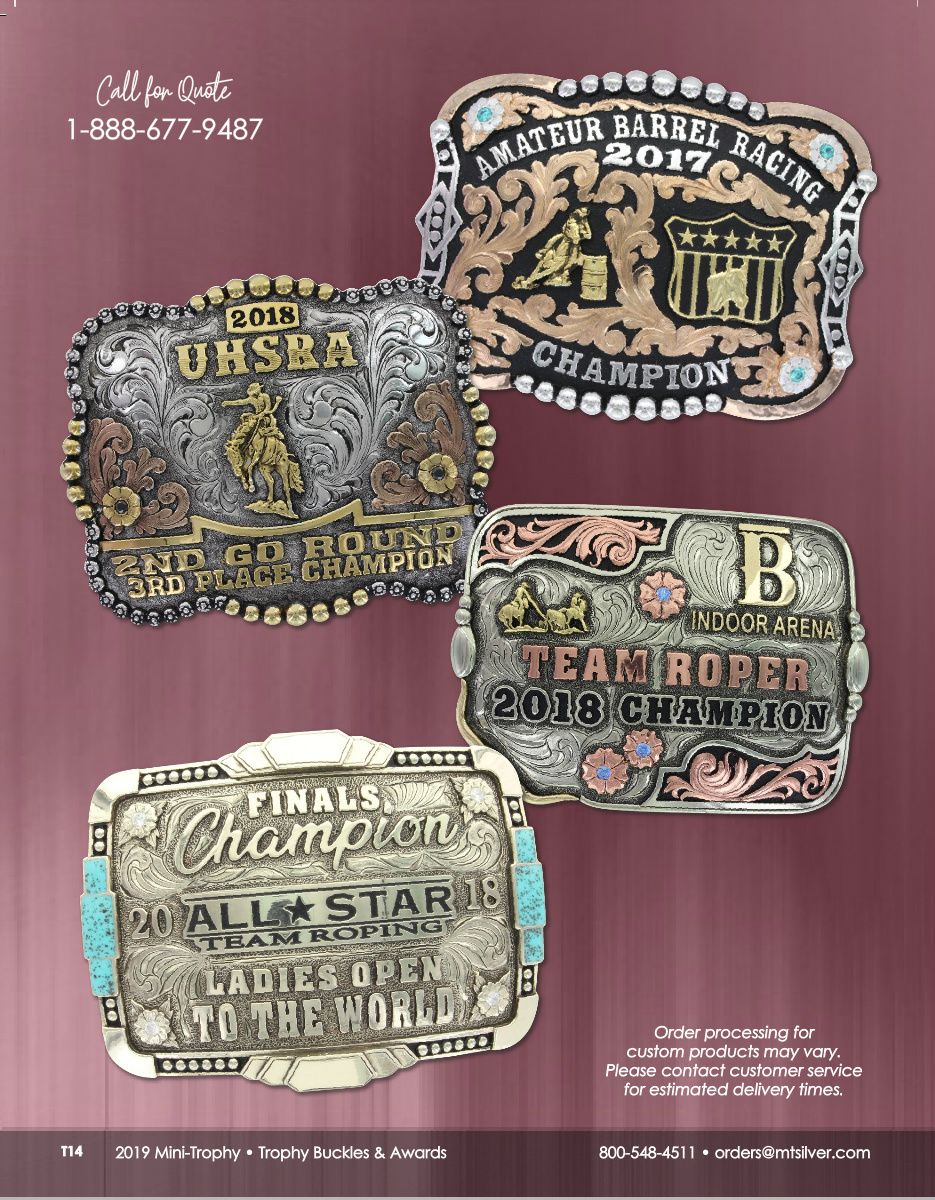 Call for Quote
1-888-677-9487
AMATEUR BARREL RACING
2017
CHAMPION
2018
UHSRA
2ND GO ROUND
3RD PLACE CHAMPION
B
INDOOR ARENA
TEAM ROPER
2018 CHAMPION
FINALS
Champion
20 ALL★STAR 18
TEAM ROPING
LADIES OPEN
TO THE WORLD
Order processing for
custom products may vary.
Please contact customer service
for estimated delivery times.
T14 2019 Mini-Trophy • Trophy Buckles & Awards 800-548-4511 • orders@mtsilver.com